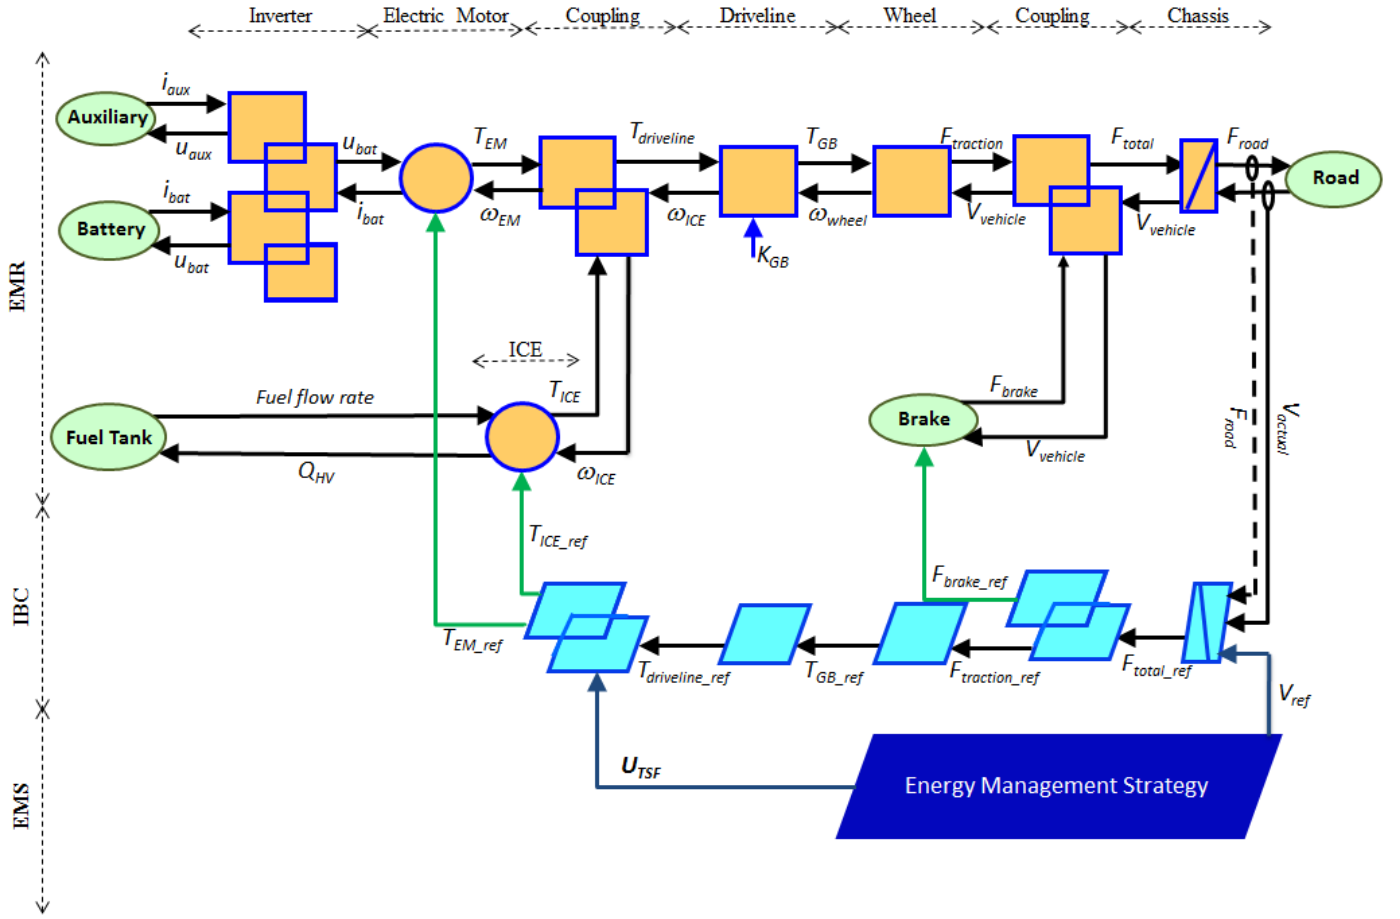 Inverter
Electric Motor
Coupling
Driveline
Wheel
Coupling
Chassis
EMR
Auxiliary
i_aux
u_aux
Battery
i_bat
u_bat
u_bat
i_bat
T_EM
ω_EM
T_driveline
ω_ICE
K_GB
T_GB
ω_wheel
F_traction
V_vehicle
F_total
V_vehicle
F_road
Road
ICE
Fuel Tank
Fuel flow rate
Q_HV
T_ICE
ω_ICE
Brake
F_brake
V_vehicle
F_road
V_actual
IBC
T_ICE_ref
T_EM_ref
T_driveline_ref
T_GB_ref
F_brake_ref
F_traction_ref
F_total_ref
V_ref
EMS
U_TSF
Energy Management Strategy